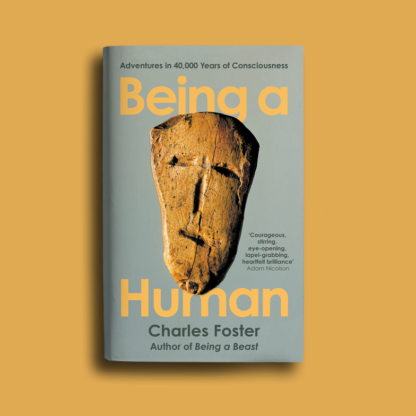 Adventures in 40,000 Years of Consciousness
Being a
'Courageous,
stirring,
eye-opening,
lapel-grabbing,
heartfelt brilliance'
Adam Nicolson
Human
Charles Foster
Author of Being a Beast